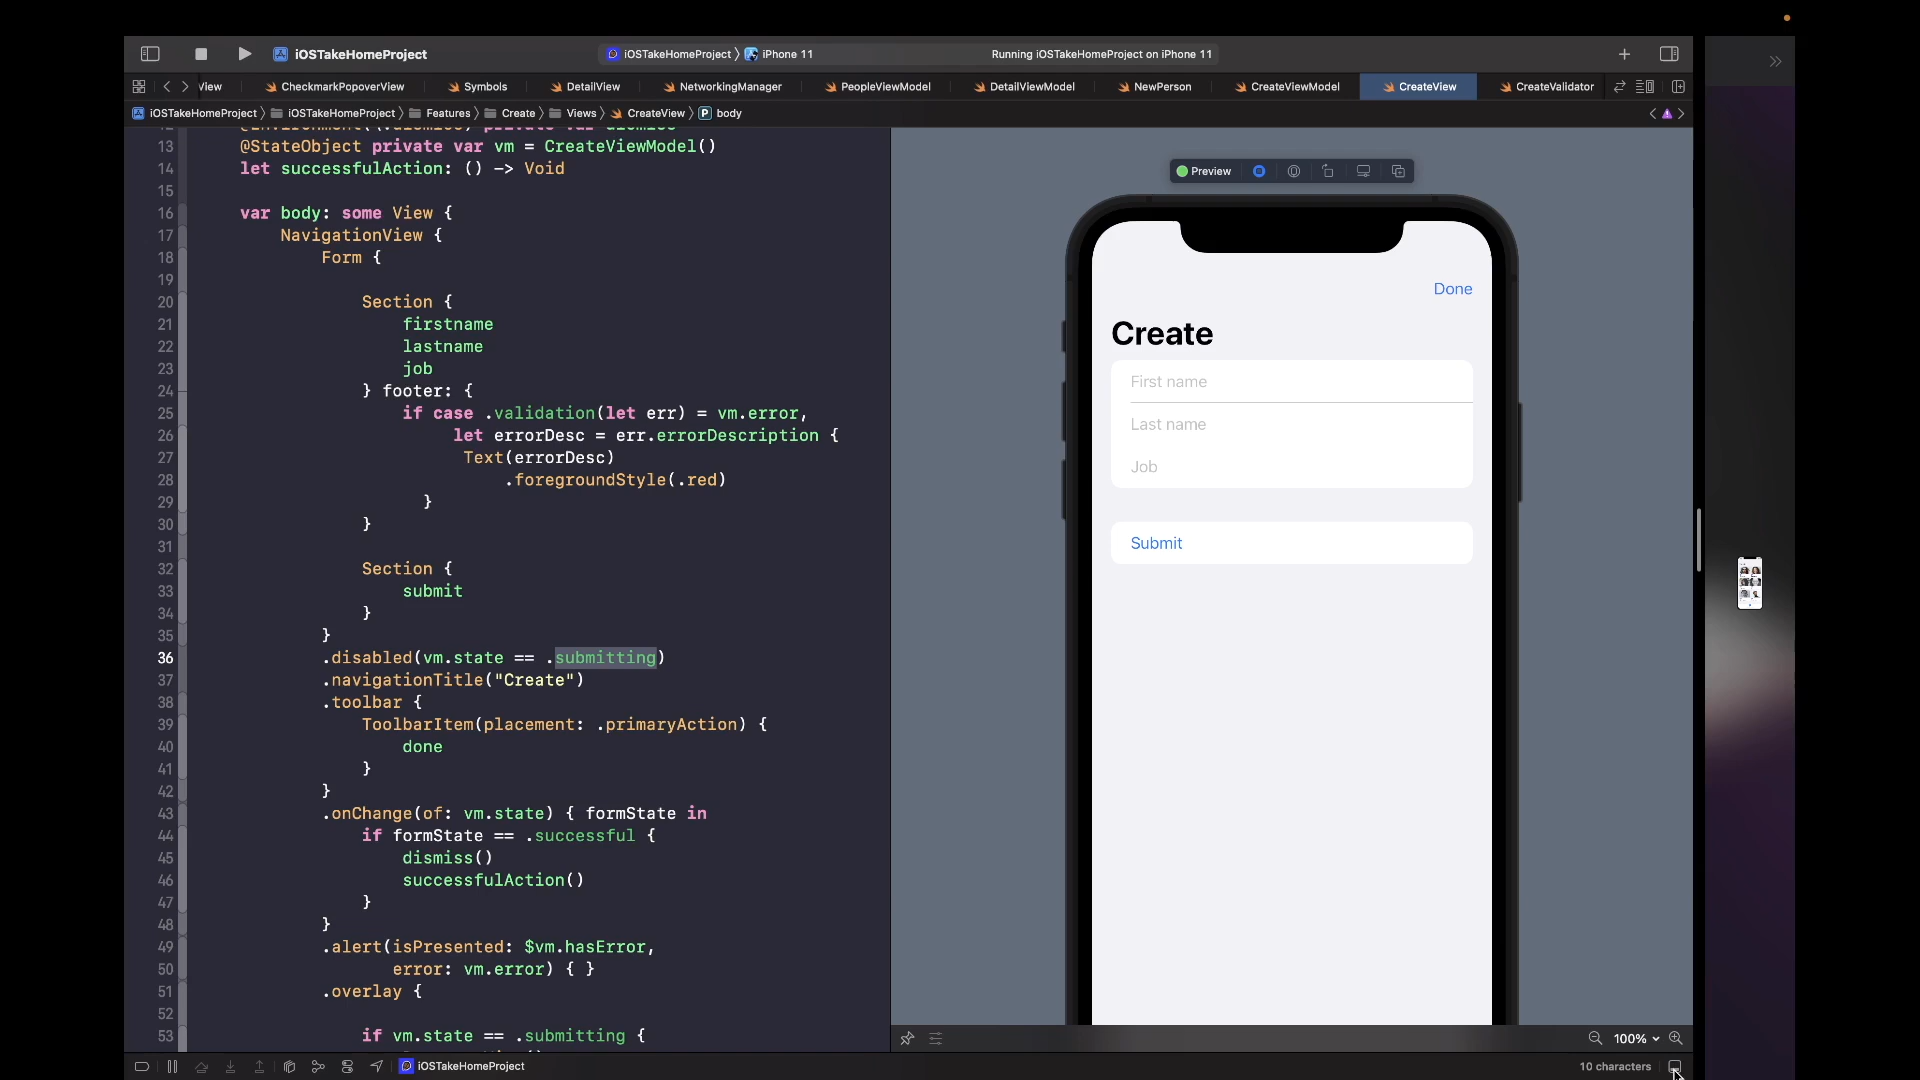 iOSTakeHomeProject
iOSTakeHomeProject 〉 iPhone 11
Running iOSTakeHomeProject on iPhone 11
View
CheckmarkPopoverView
Symbols
DetailView
NetworkingManager
PeopleViewModel
DetailViewModel
NewPerson
CreateViewModel
CreateView
CreateValidator
iOSTakeHomeProject 〉 iOSTakeHomeProject 〉 Features 〉 Create 〉 Views 〉 CreateView 〉 P body
13 @StateObject private var vm = CreateViewModel()
14 let successfulAction: () -> Void
15
16 var body: some View {
17 NavigationView {
18 Form {
19
20 Section {
21 firstname
22 lastname
23 job
24 } footer: {
25 if case .validation(let err) = vm.error,
26 let errorDesc = err.errorDescription {
27 Text(errorDesc)
28 .foregroundStyle(.red)
29 }
30 }
31
32 Section {
33 submit
34 }
35 }
36 .disabled(vm.state == .submitting)
37 .navigationTitle("Create")
38 .toolbar {
39 ToolbarItem(placement: .primaryAction) {
40 done
41 }
42 }
43 .onChange(of: vm.state) { formState in
44 if formState == .successful {
45 dismiss()
46 successfulAction()
47 }
48 }
49 .alert(isPresented: $vm.hasError,
50 error: vm.error) { }
51 .overlay {
52
53 if vm.state == .submitting {
Preview
Done
Create
First name
Last name
Job
Submit
100%
iOSTakeHomeProject
10 characters